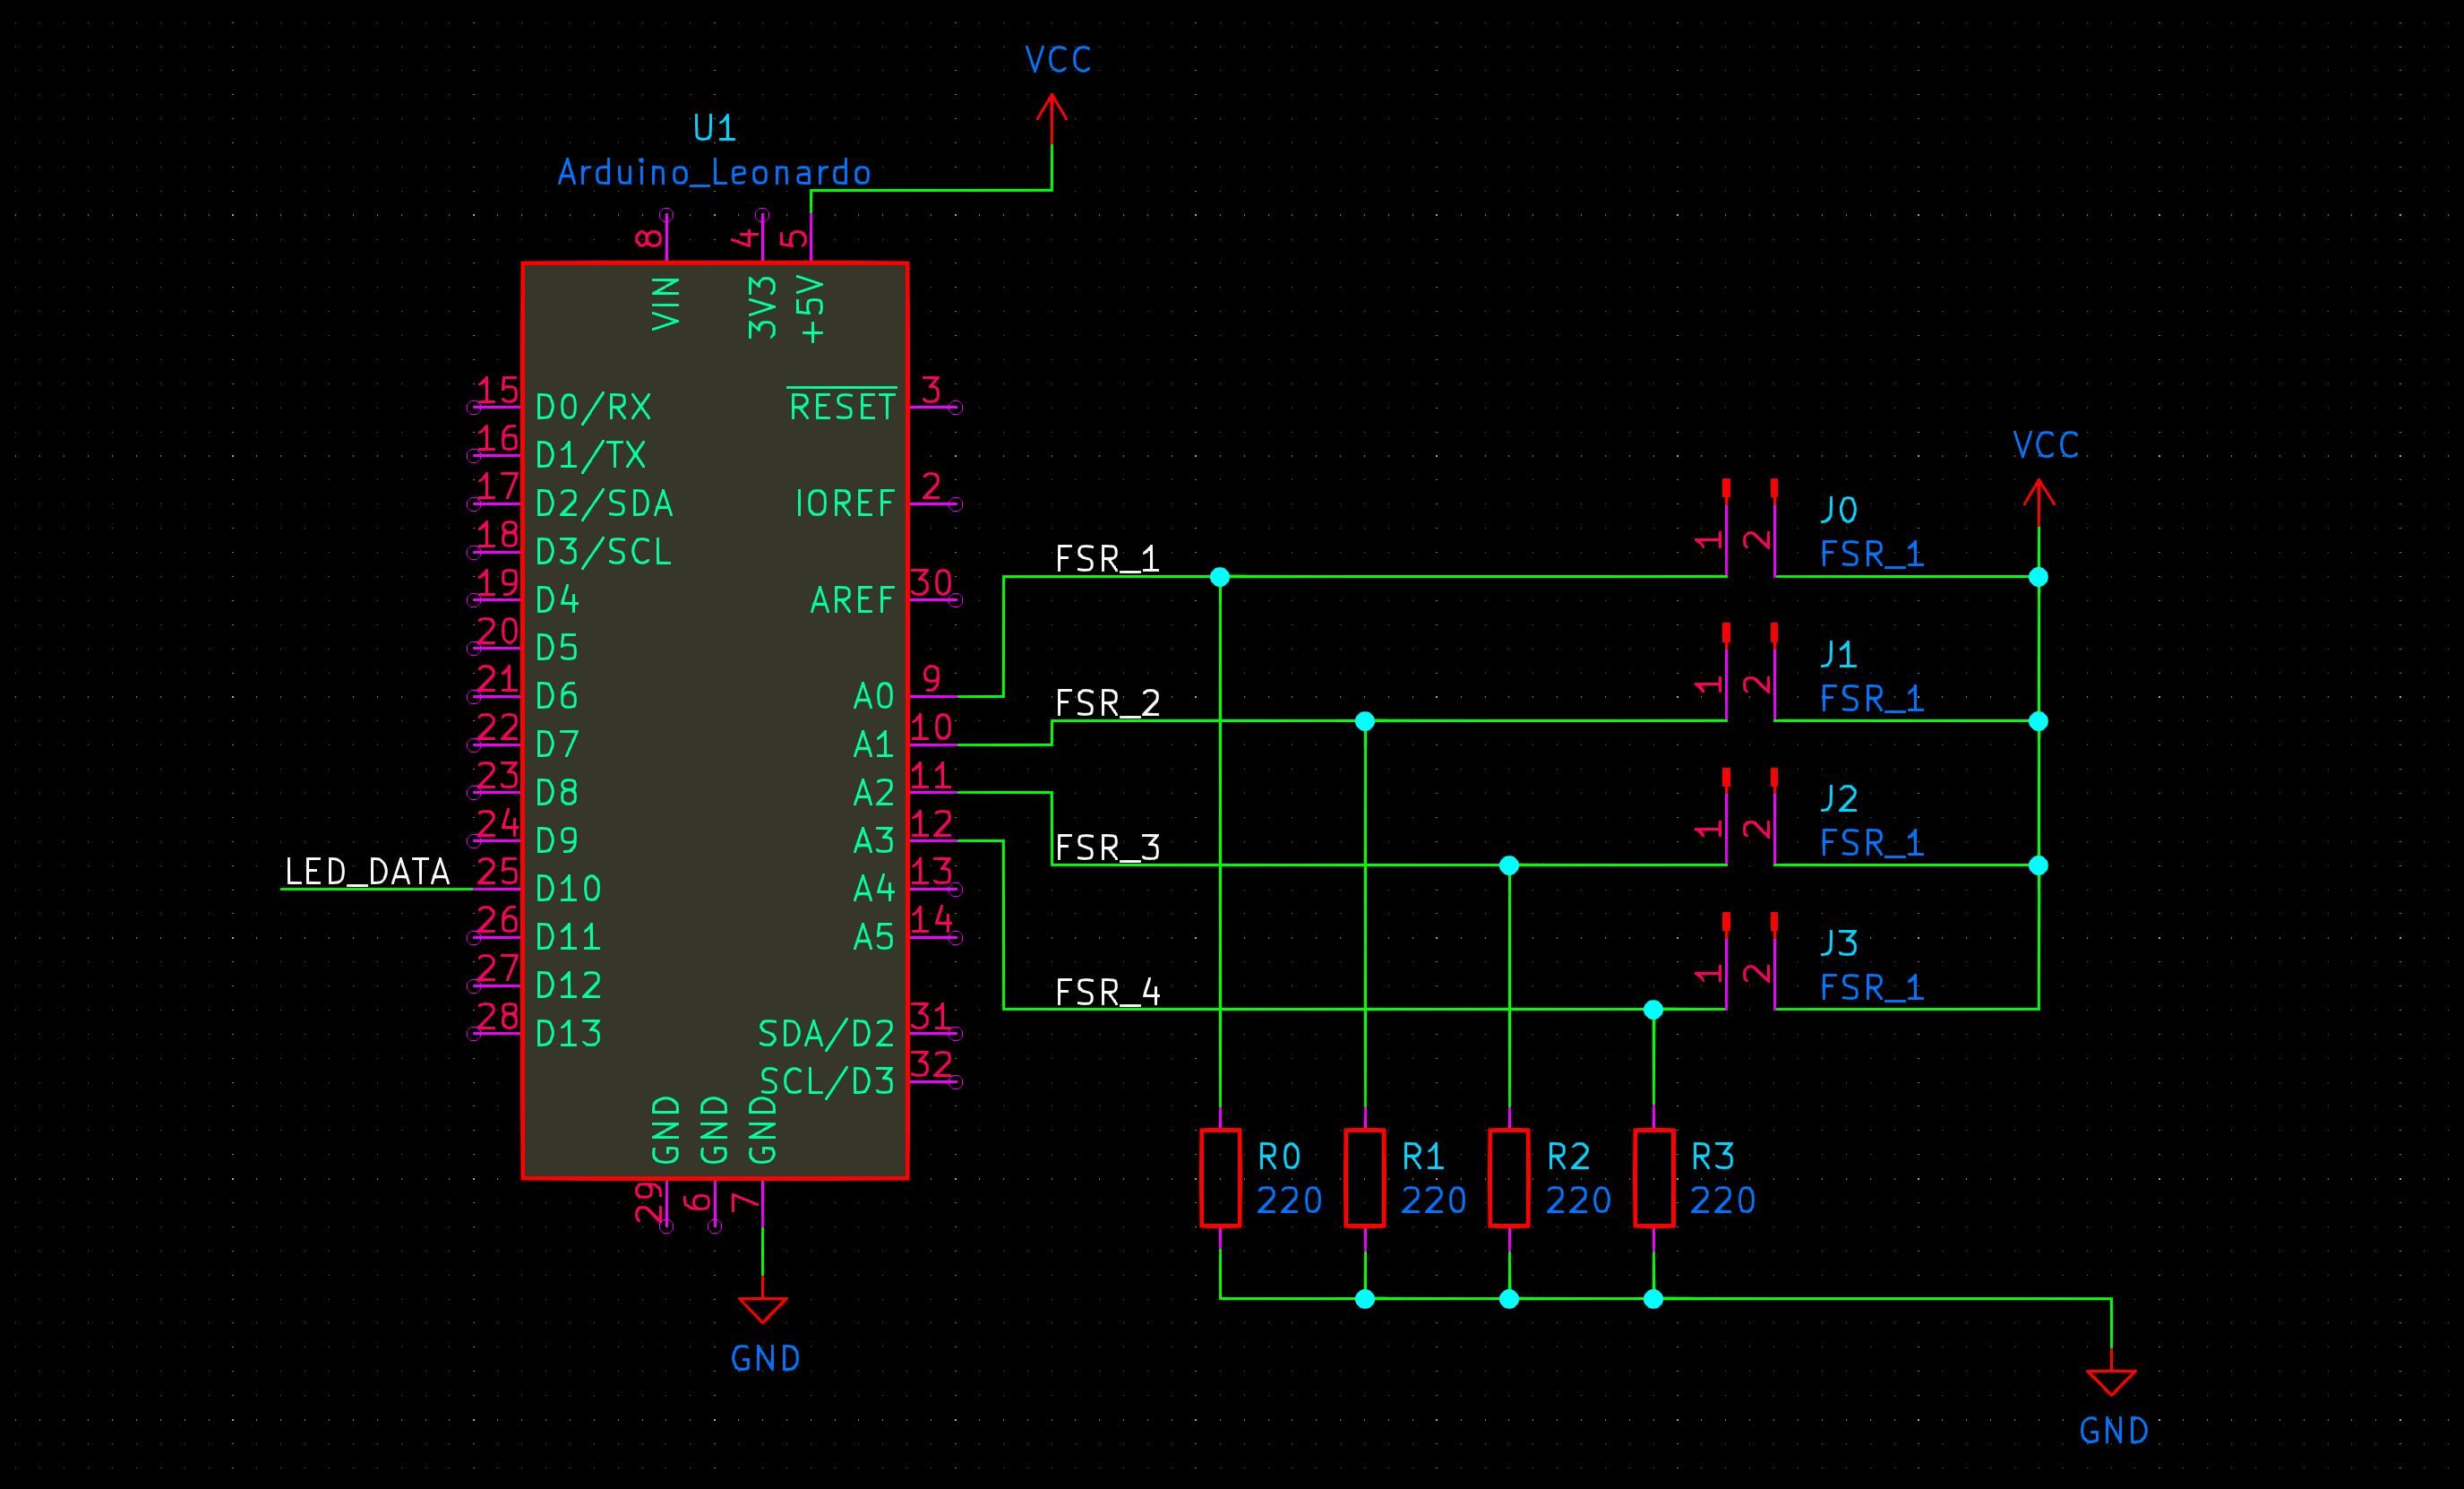 VCC
U1
Arduino_Leonardo
8
4
5
VIN
3V3
+5V
15
D0/RX
RESET
3
16
D1/TX
17
D2/SDA
IOREF
2
18
D3/SCL
19
D4
AREF
30
20
D5
21
D6
A0
9
22
D7
A1
10
23
D8
A2
11
24
D9
A3
12
LED_DATA
25
D10
A4
13
26
D11
A5
14
27
D12
28
D13
SDA/D2
31
SCL/D3
32
GND
GND
GND
29
6
7
GND
FSR_1
FSR_2
FSR_3
FSR_4
VCC
1
2
J0
FSR_1
1
2
J1
FSR_1
1
2
J2
FSR_1
1
2
J3
FSR_1
R0
220
R1
220
R2
220
R3
220
GND